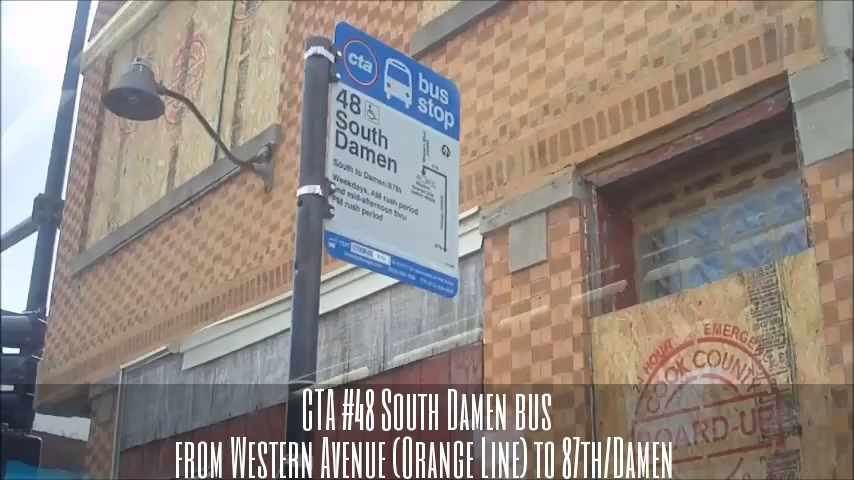 cta
bus
stop
48
South
Damen
South to Damen/87th
Weekdays, AM rush period
and mid-afternoon thru
PM rush period
24 HOUR EMERGENCY
COOK COUNTY
BOARD-UP
CTA #48 South Damen bus
from Western Avenue (Orange Line) to 87th/Damen